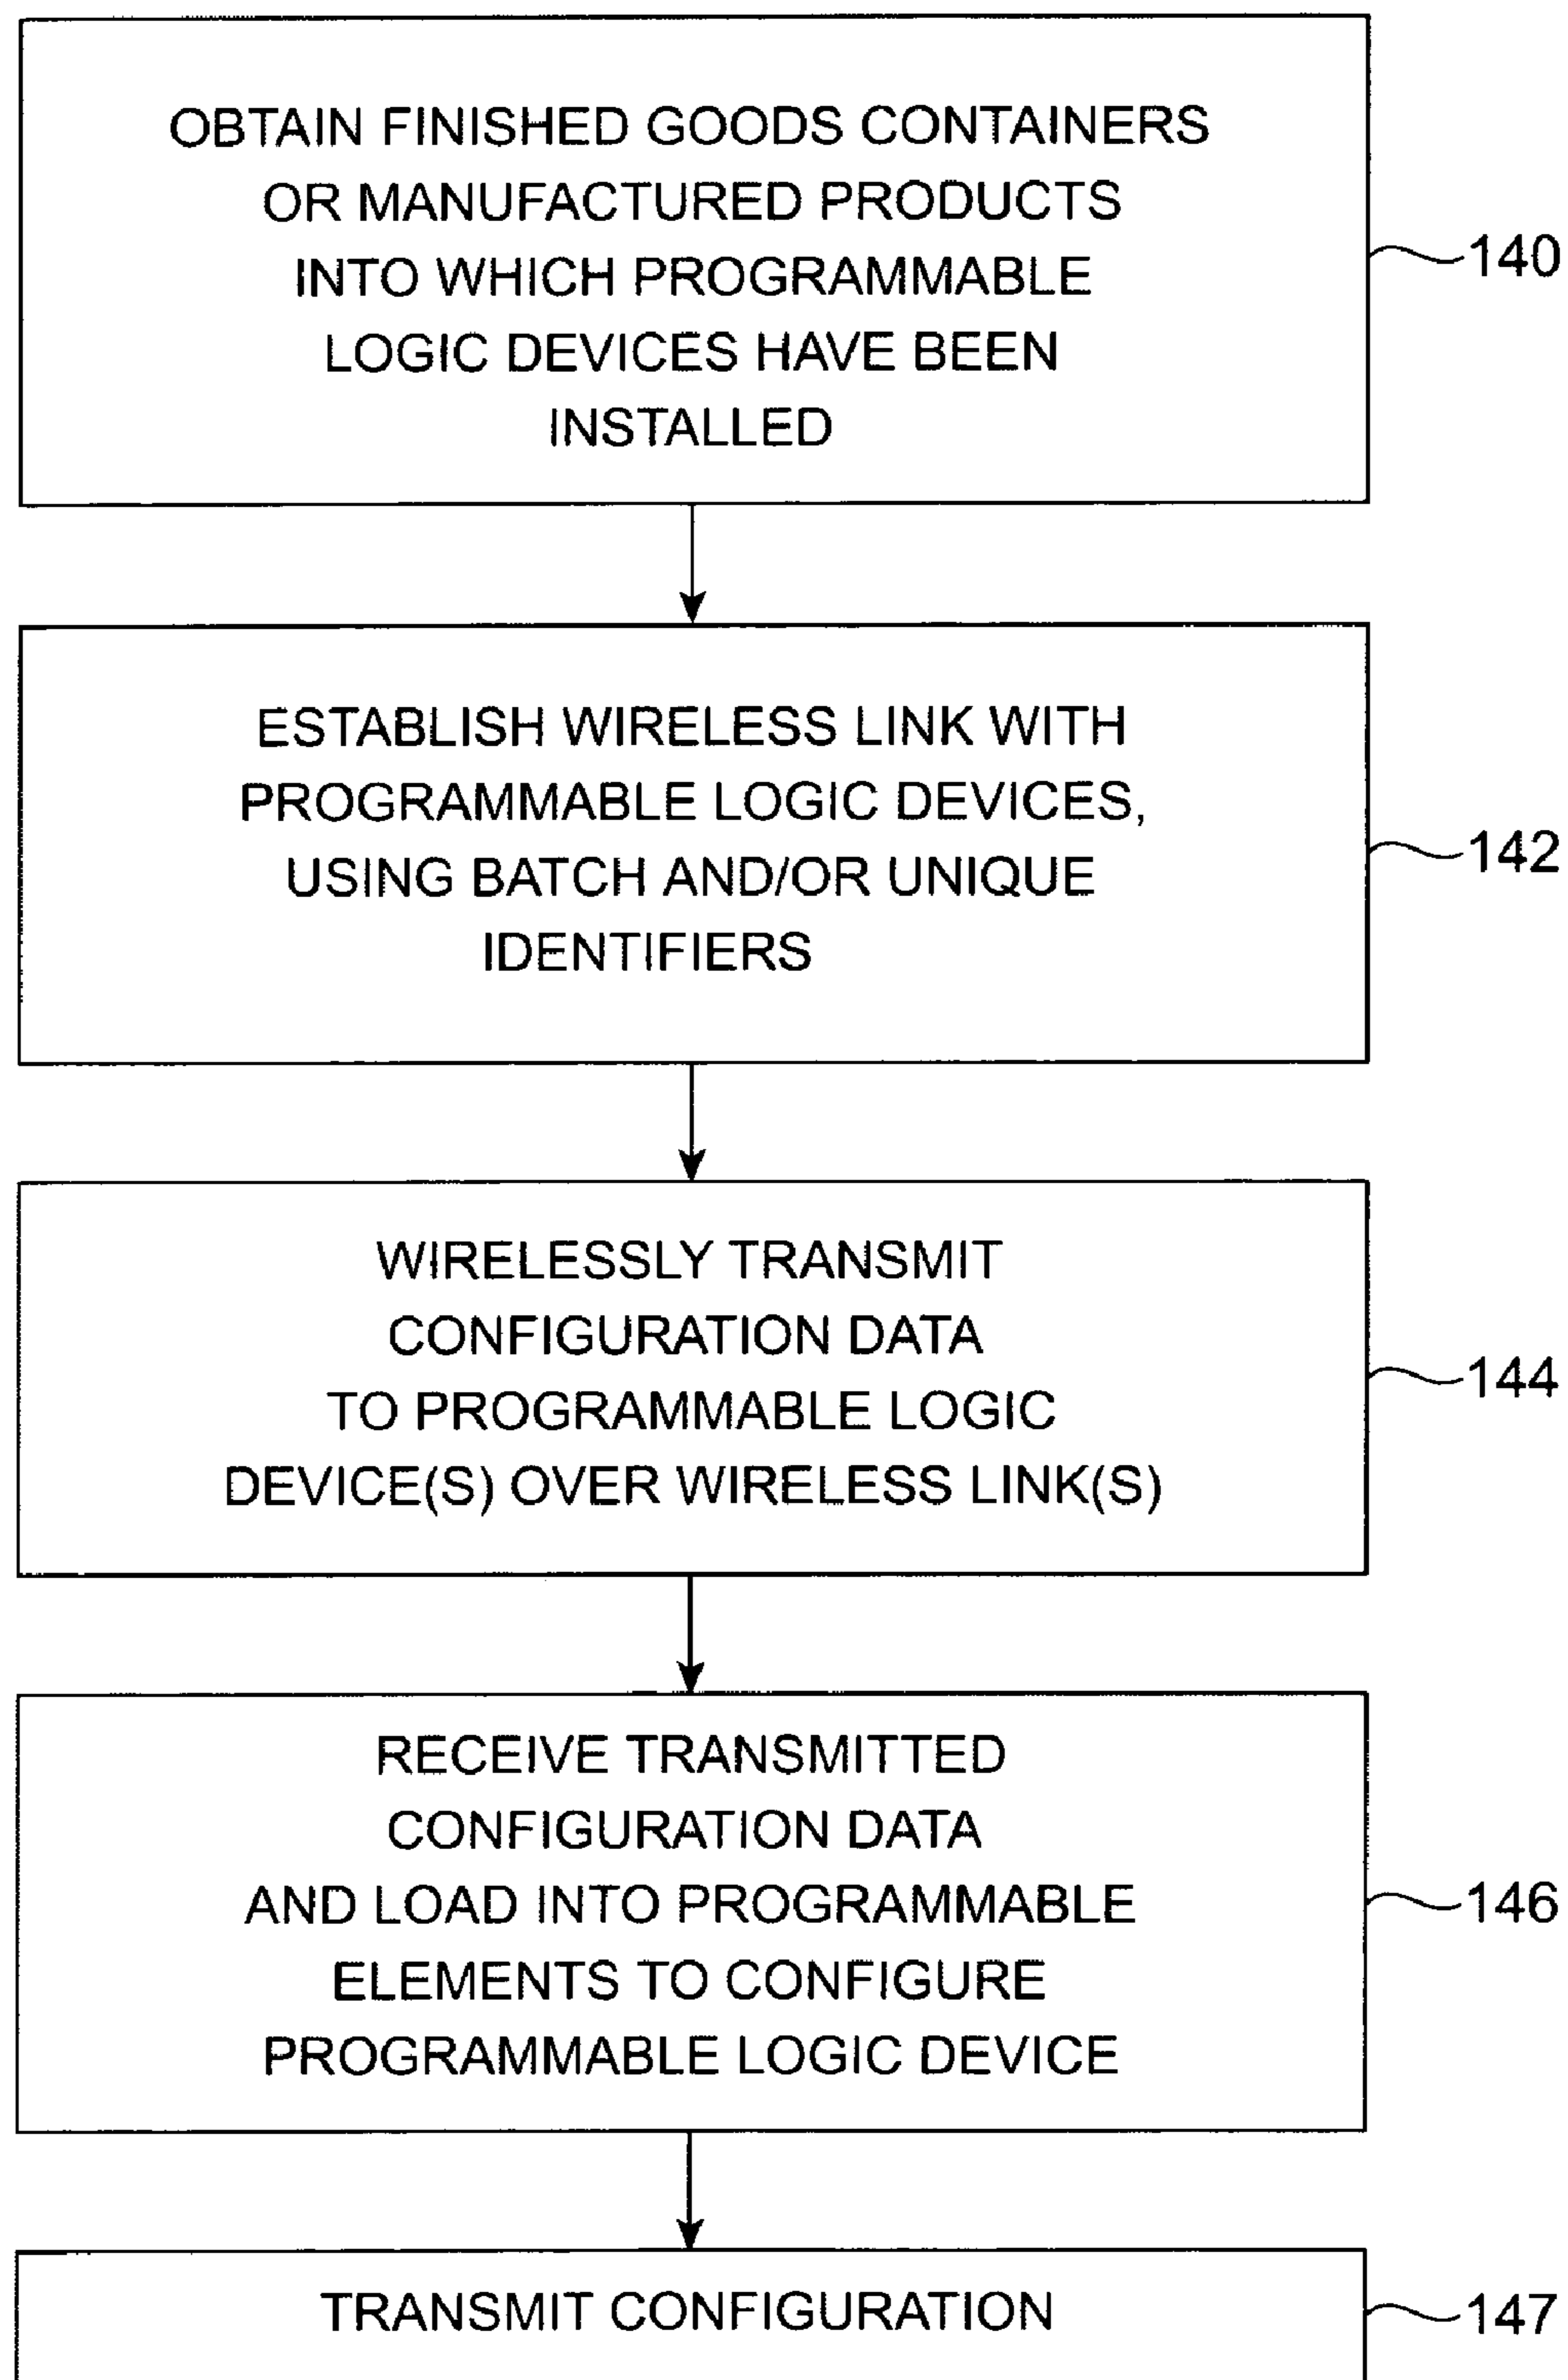 OBTAIN FINISHED GOODS CONTAINERS
OR MANUFACTURED PRODUCTS
INTO WHICH PROGRAMMABLE
LOGIC DEVICES HAVE BEEN
INSTALLED
140
ESTABLISH WIRELESS LINK WITH
PROGRAMMABLE LOGIC DEVICES,
USING BATCH AND/OR UNIQUE
IDENTIFIERS
142
WIRELESSLY TRANSMIT
CONFIGURATION DATA
TO PROGRAMMABLE LOGIC
DEVICE(S) OVER WIRELESS LINK(S)
144
RECEIVE TRANSMITTED
CONFIGURATION DATA
AND LOAD INTO PROGRAMMABLE
ELEMENTS TO CONFIGURE
PROGRAMMABLE LOGIC DEVICE
146
TRANSMIT CONFIGURATION
147